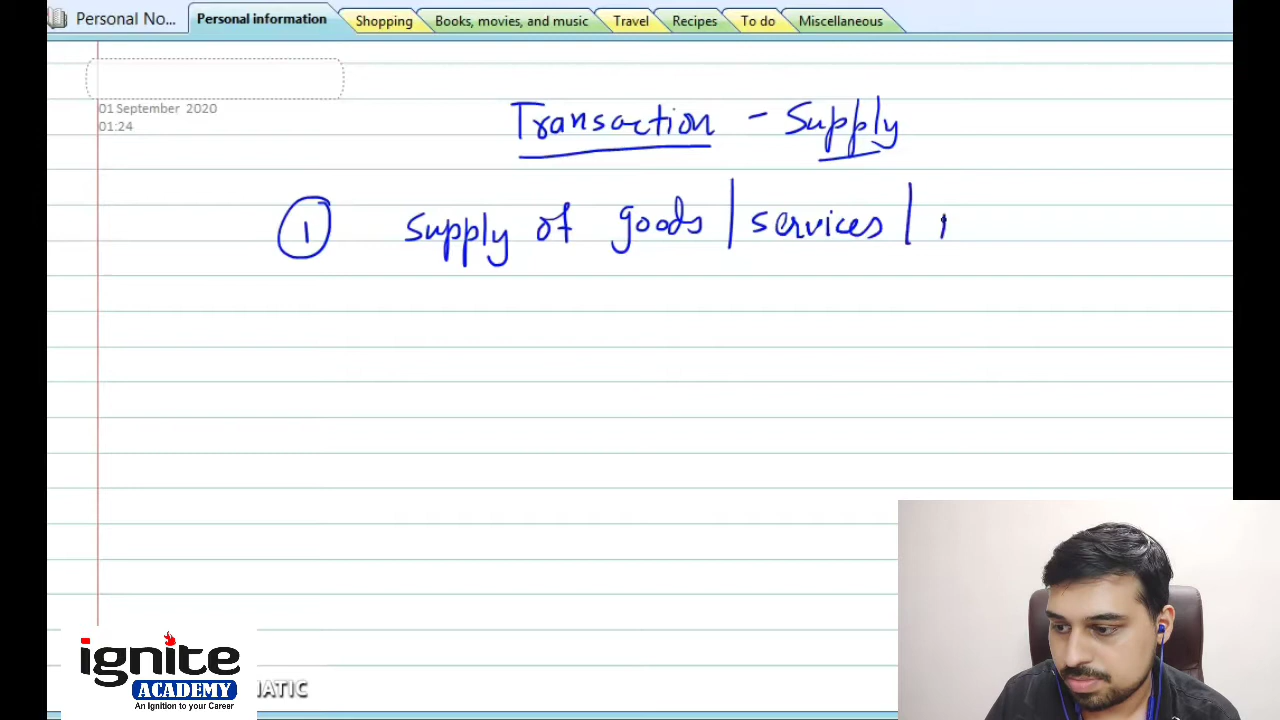 Personal No... Personal information Shopping Books, movies, and music Travel Recipes To do Miscellaneous
01 September 2020
01:24
Transaction - Supply
1 supply of goods | services |
ignite
ACADEMY
An Ignition to your Career